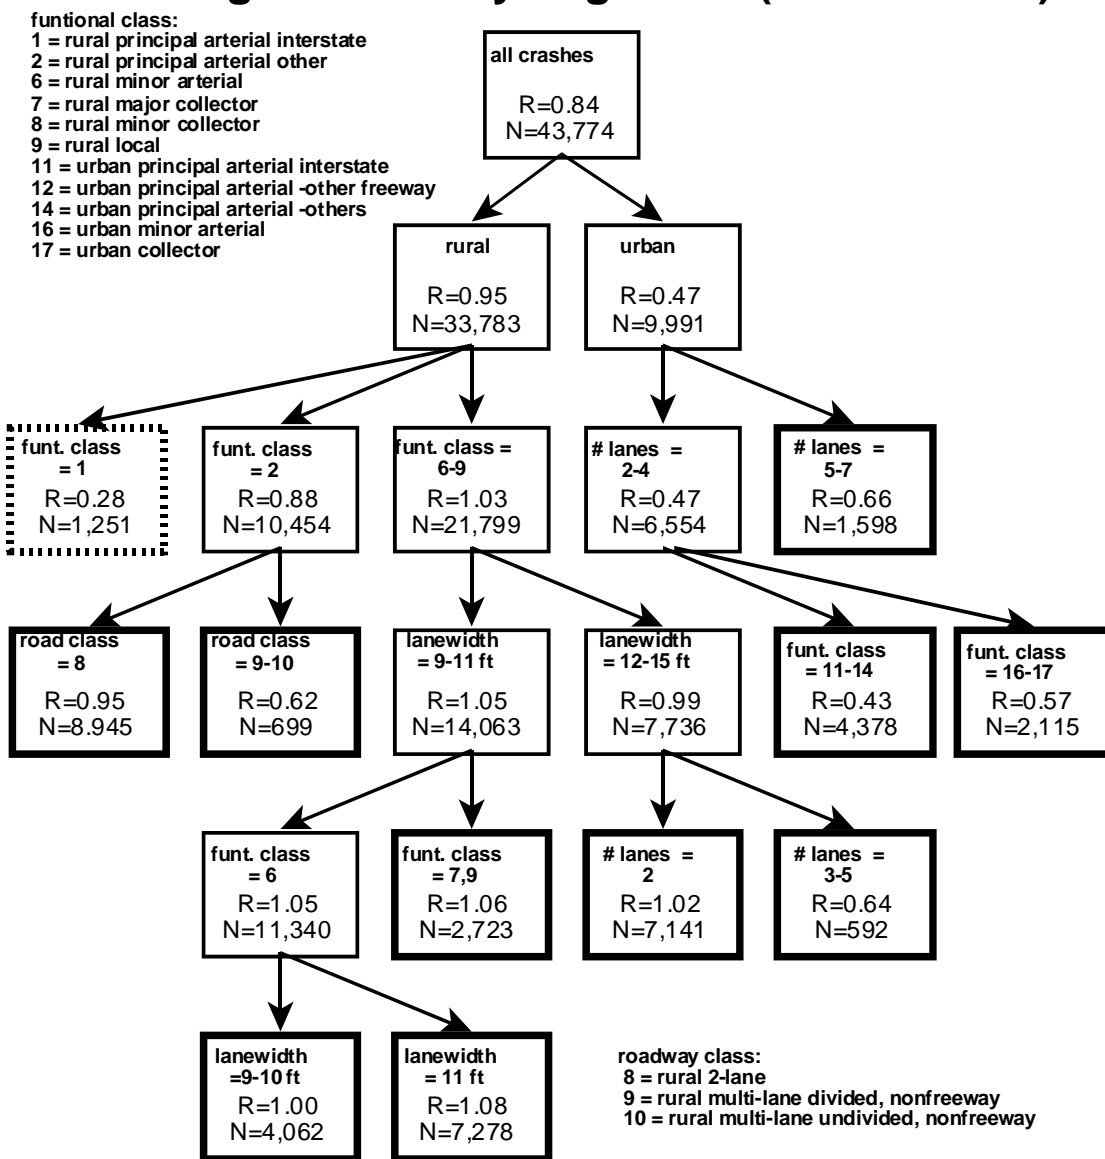 funtional class:
1 = rural principal arterial interstate
2 = rural principal arterial other
6 = rural minor arterial
7 = rural major collector
8 = rural minor collector
9 = rural local
11 = urban principal arterial interstate
12 = urban principal arterial -other freeway
14 = urban principal arterial -others
16 = urban minor arterial
17 = urban collector
all crashes
R=0.84
N=43,774
rural
R=0.95
N=33,783
urban
R=0.47
N=9,991
funt. class
= 1
R=0.28
N=1,251
funt. class
= 2
R=0.88
N=10,454
funt. class =
6-9
R=1.03
N=21,799
# lanes =
2-4
R=0.47
N=6,554
# lanes =
5-7
R=0.66
N=1,598
road class
= 8
R=0.95
N=8.945
road class
= 9-10
R=0.62
N=699
lanewidth
= 9-11 ft
R=1.05
N=14,063
lanewidth
= 12-15 ft
R=0.99
N=7,736
funt. class
= 11-14
R=0.43
N=4,378
funt. class
= 16-17
R=0.57
N=2,115
funt. class
= 6
R=1.05
N=11,340
funt. class
= 7,9
R=1.06
N=2,723
# lanes =
2
R=1.02
N=7,141
# lanes =
3-5
R=0.64
N=592
lanewidth
=9-10 ft
R=1.00
N=4,062
lanewidth
= 11 ft
R=1.08
N=7,278
roadway class:
8 = rural 2-lane
9 = rural multi-lane divided, nonfreeway
10 = rural multi-lane undivided, nonfreeway